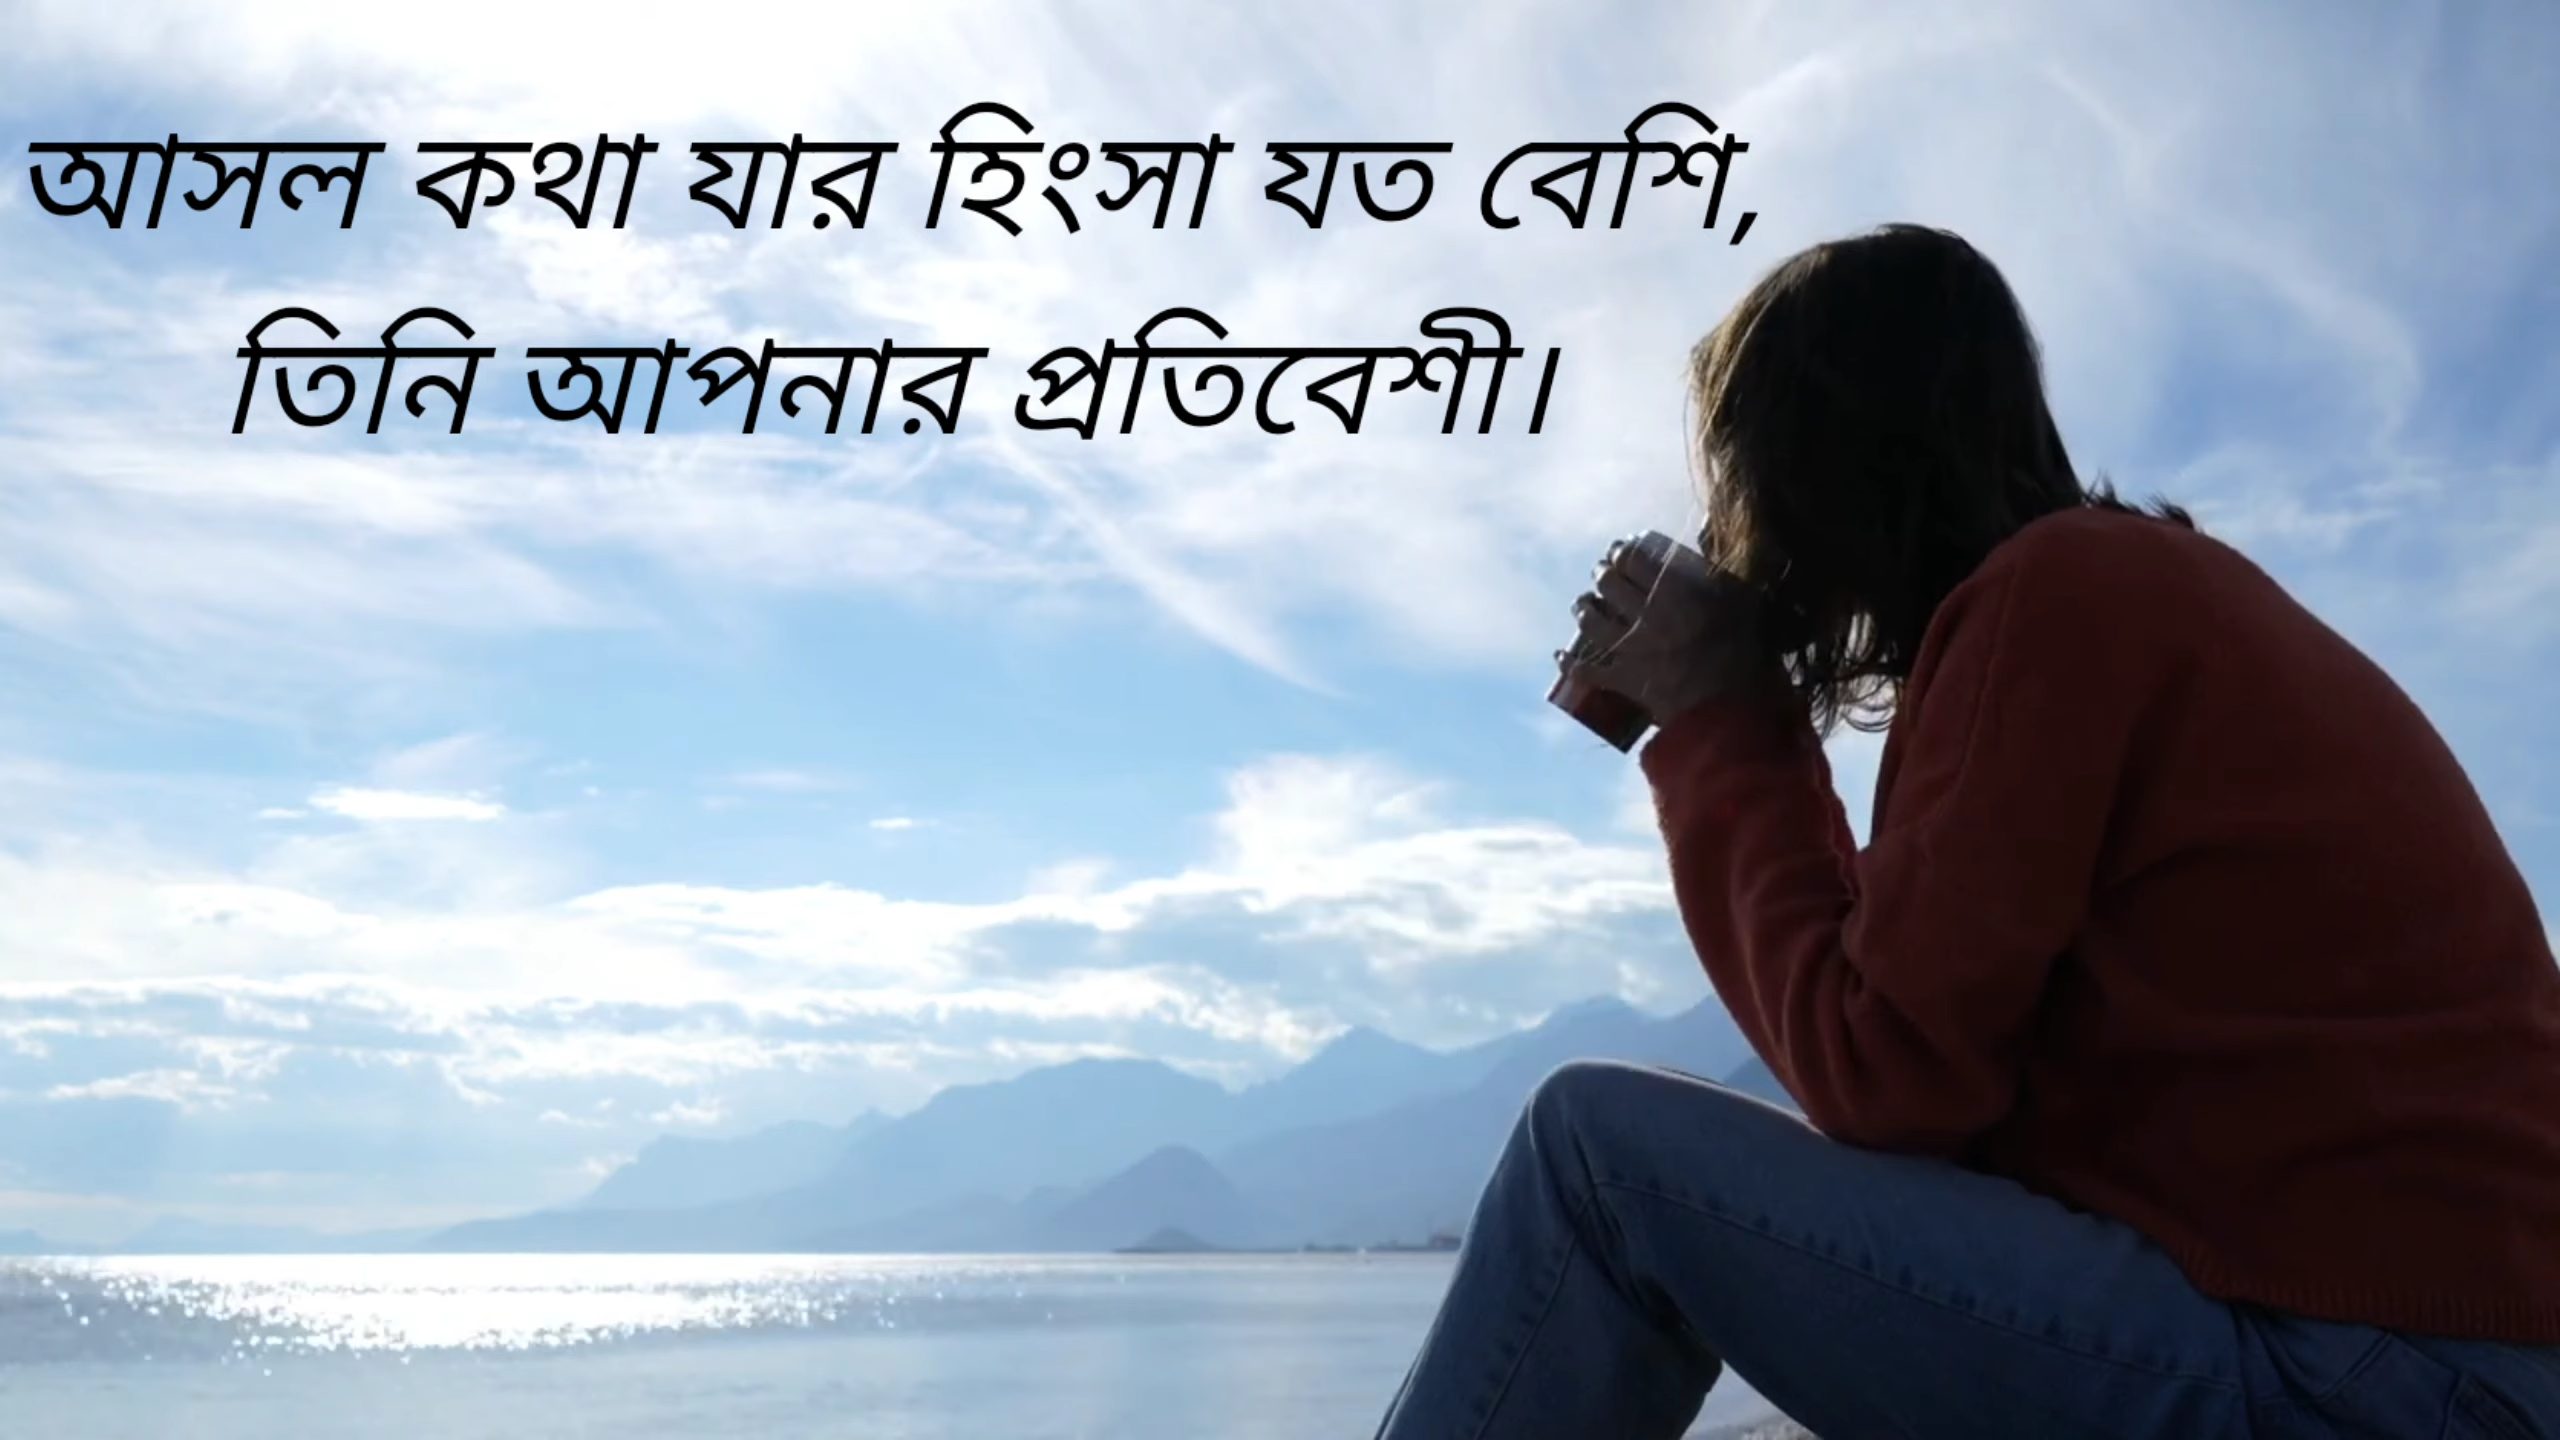 আসল কথা যার হিংসা যত বেশি,
তিনি আপনার প্রতিবেশী।